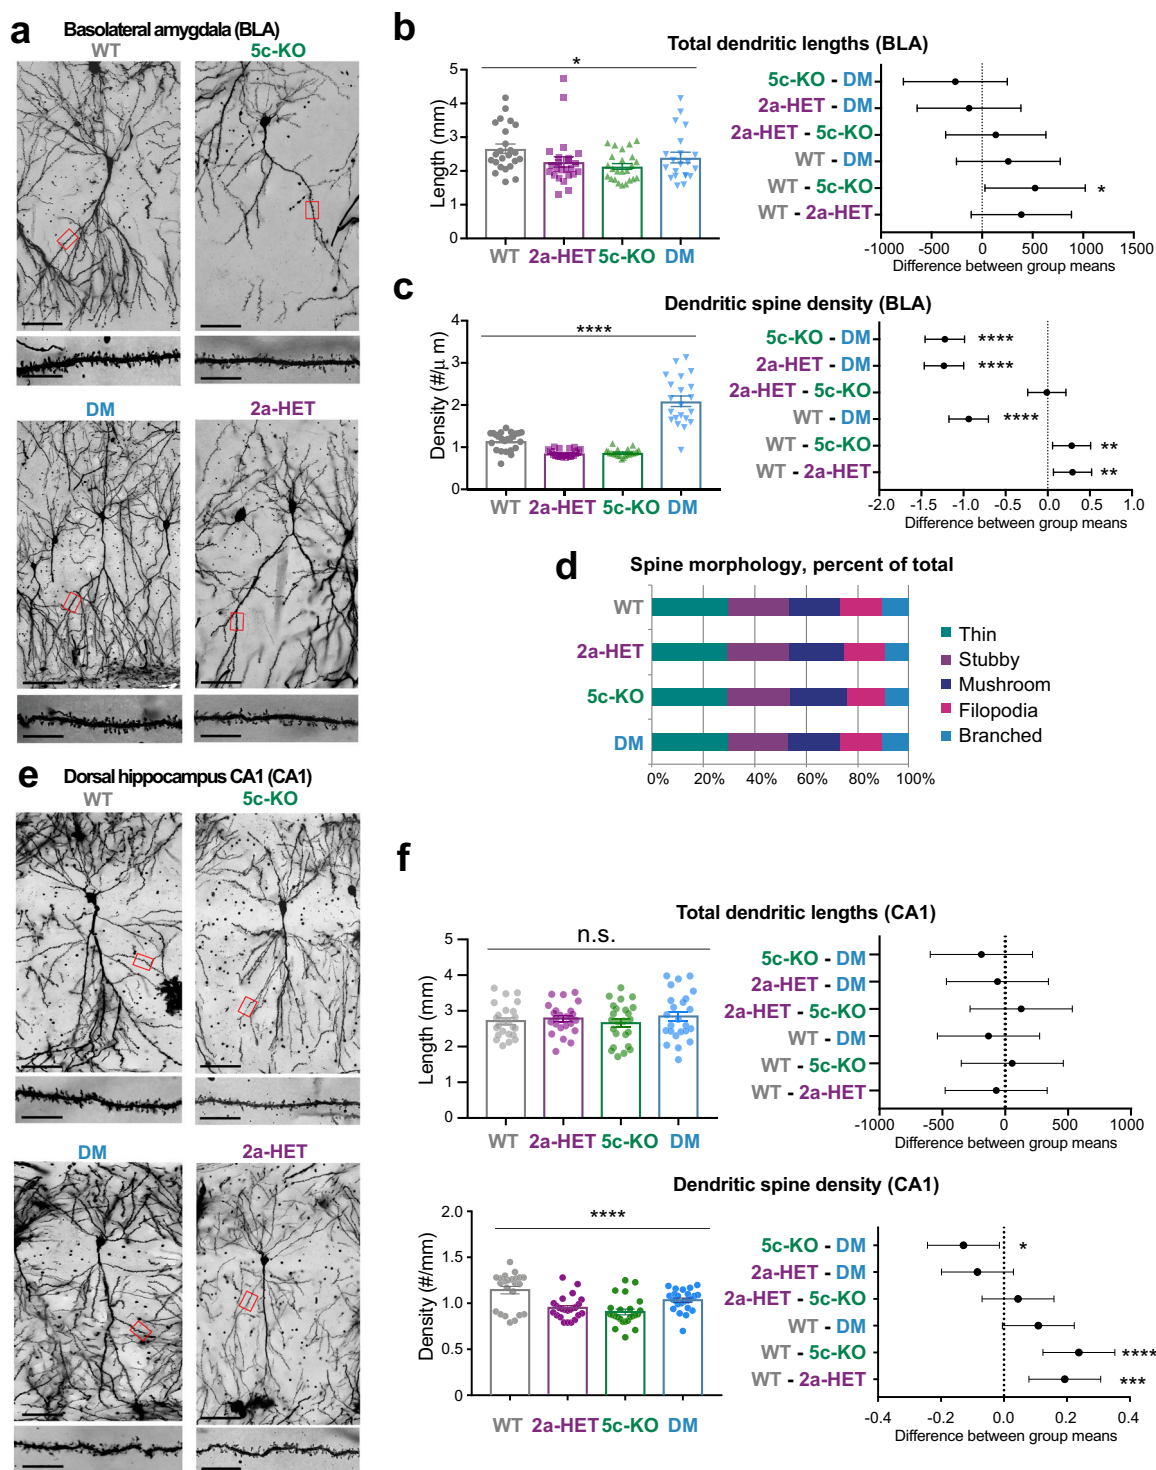 a
Basolateral amygdala (BLA)
WT
5c-KO
DM
2a-HET
b
Total dendritic lengths (BLA)
Length (mm)
5
4
3
2
1
0
*
WT
2a-HET
5c-KO
DM
5c-KO - DM
2a-HET - DM
2a-HET - 5c-KO
WT - DM
WT - 5c-KO
*
WT - 2a-HET
-1000 -500 0 500 1000 1500
Difference between group means
c
Dendritic spine density (BLA)
Density (#/μ m)
4
3
2
1
0
****
WT
2a-HET
5c-KO
DM
5c-KO - DM
****
2a-HET - DM
****
2a-HET - 5c-KO
WT - DM
****
WT - 5c-KO
**
WT - 2a-HET
**
-2.0 -1.5 -1.0 -0.5 0.0 0.5 1.0
Difference between group means
d
Spine morphology, percent of total
WT
2a-HET
5c-KO
DM
0% 20% 40% 60% 80% 100%
Thin
Stubby
Mushroom
Filopodia
Branched
e
Dorsal hippocampus CA1 (CA1)
WT
5c-KO
DM
2a-HET
f
Total dendritic lengths (CA1)
Length (mm)
5
4
3
2
1
0
n.s.
WT
2a-HET
5c-KO
DM
5c-KO - DM
2a-HET - DM
2a-HET - 5c-KO
WT - DM
WT - 5c-KO
WT - 2a-HET
-1000 -500 0 500 1000
Difference between group means
Dendritic spine density (CA1)
Density (#/mm)
2.0
1.5
1.0
0.5
0
****
WT
2a-HET
5c-KO
DM
5c-KO - DM
*
2a-HET - DM
2a-HET - 5c-KO
WT - DM
WT - 5c-KO
****
WT - 2a-HET
***
-0.4 -0.2 0.0 0.2 0.4
Difference between group means